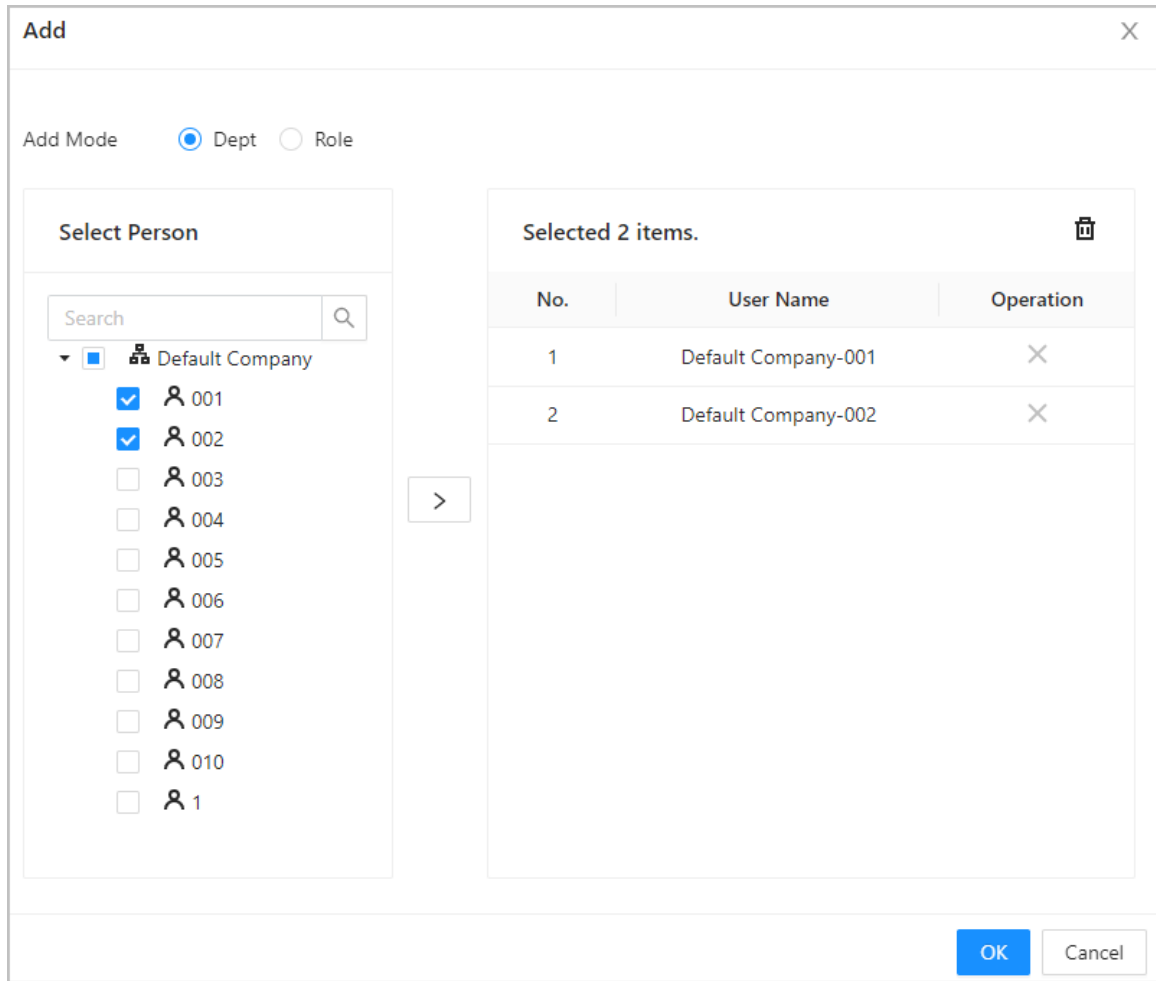 Add
Add Mode Dept Role
Select Person
Search
Default Company
001
002
003
004
005
006
007
008
009
010
1
Selected 2 items.
No. User Name Operation
1 Default Company-001
2 Default Company-002
OK Cancel